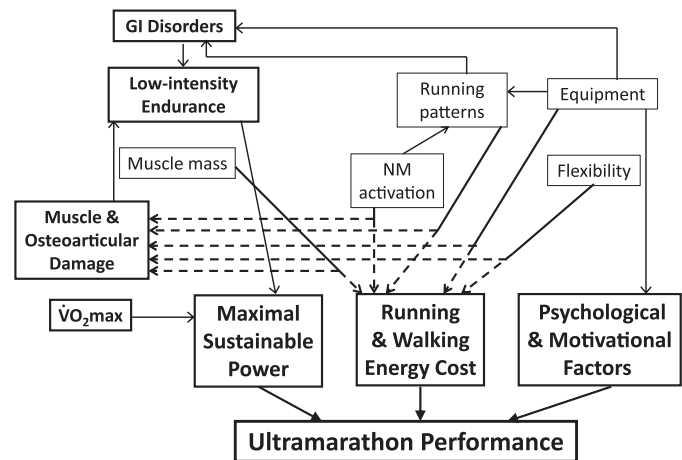 GI Disorders
Low-intensity
Endurance
Running
patterns
Equipment
Muscle mass
NM
activation
Flexibility
Muscle &
Osteoarticular
Damage
V̇O₂max
Maximal
Sustainable
Power
Running
& Walking
Energy Cost
Psychological
& Motivational
Factors
Ultramarathon Performance